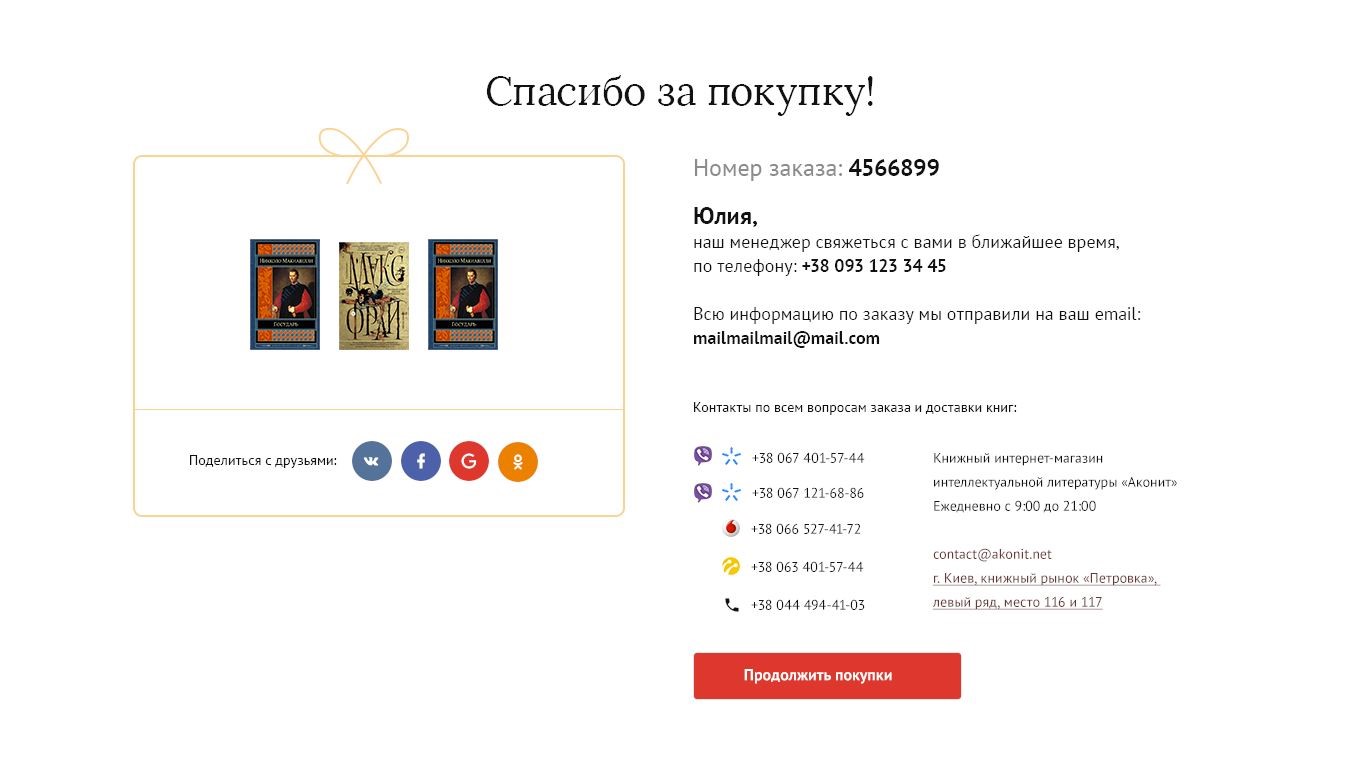 Спасибо за покупку!
Номер заказа: 4566899
Юлия,
наш менеджер свяжеться с вами в ближайшее время,
по телефону: +38 093 123 34 45
Всю информацию по заказу мы отправили на ваш email:
mailmailmail@mail.com
НИККОЛО МАКИАВЕЛЛИ
ГОСУДАРЬ
МАКС
ФРАЙ
НИККОЛО МАКИАВЕЛЛИ
ГОСУДАРЬ
Поделиться с друзьями:
Контакты по всем вопросам заказа и доставки книг:
+38 067 401-57-44
+38 067 121-68-86
+38 066 527-41-72
+38 063 401-57-44
+38 044 494-41-03
Книжный интернет-магазин
интеллектуальной литературы «Аконит»
Ежедневно с 9:00 до 21:00
contact@akonit.net
г. Киев, книжный рынок «Петровка»,
левый ряд, место 116 и 117
Продолжить покупки